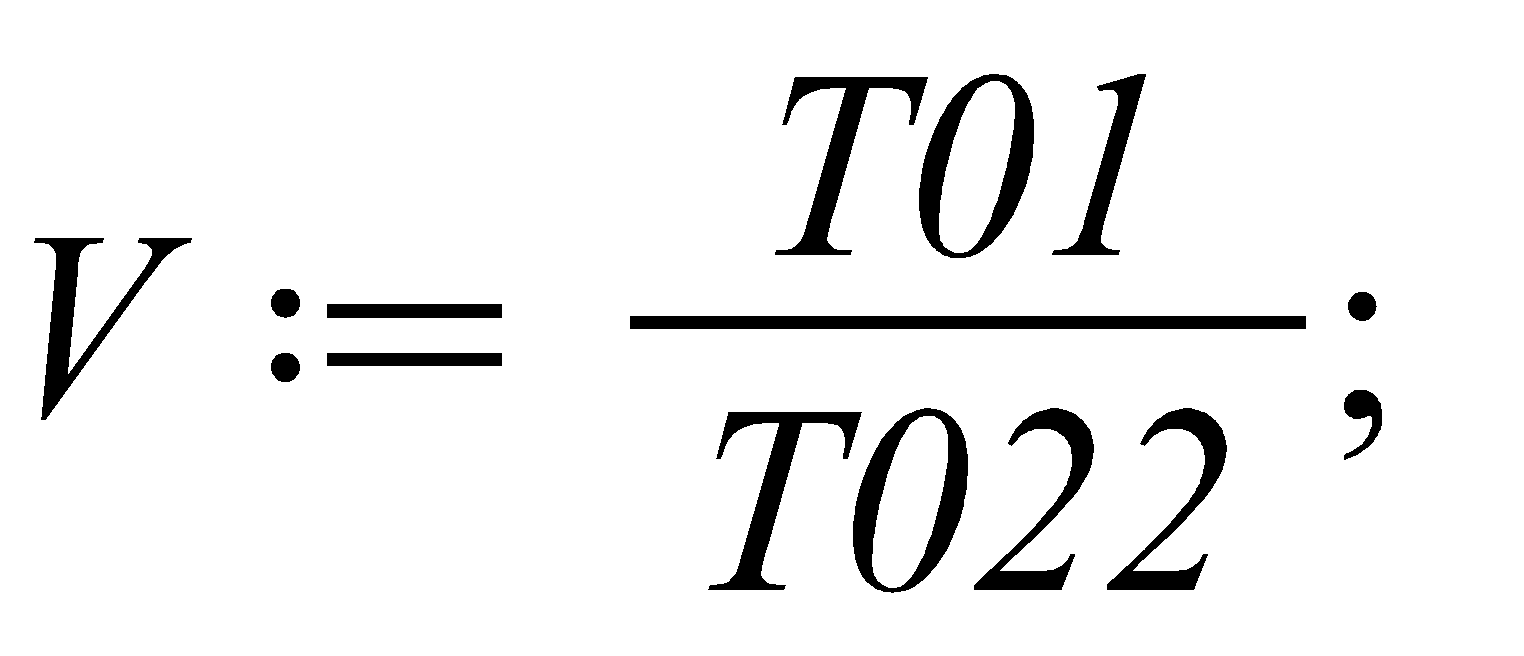 T01
V := ;
T022